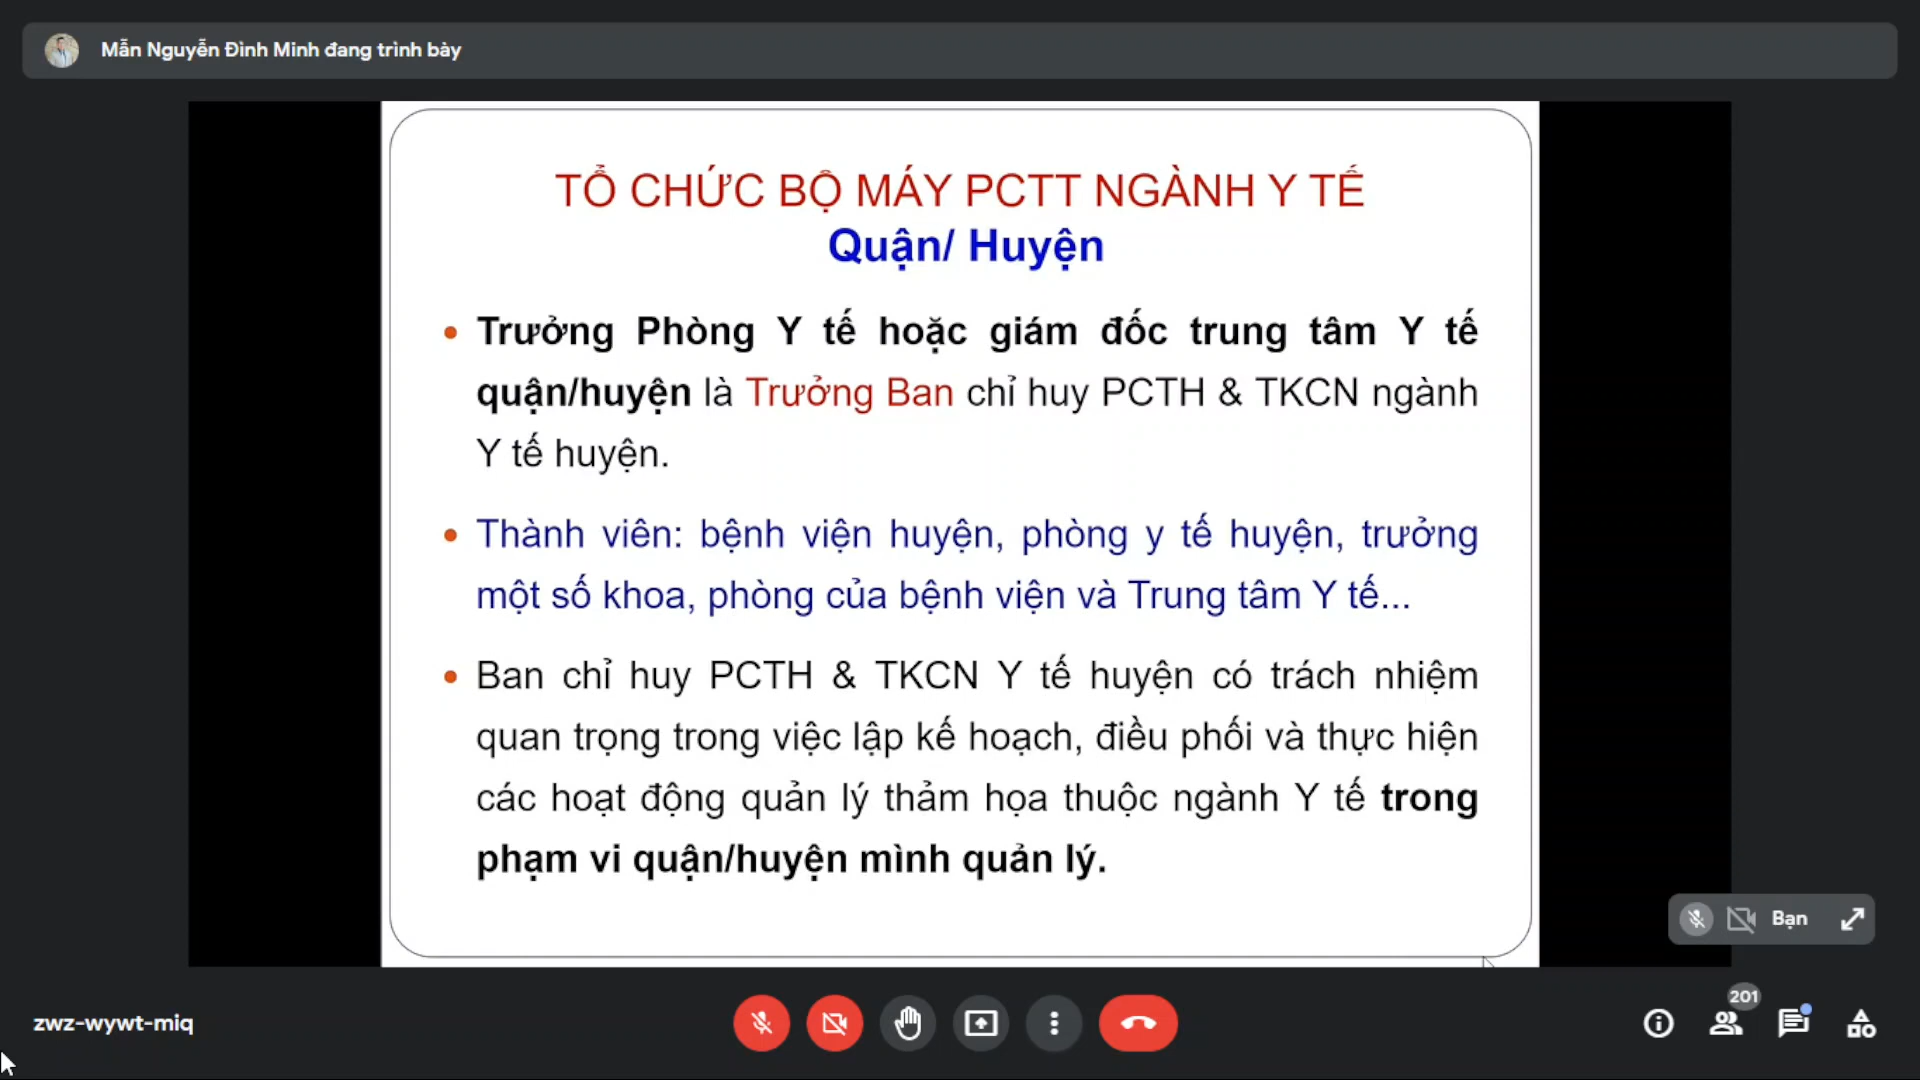 Mẫn Nguyễn Đình Minh đang trình bày
TỔ CHỨC BỘ MÁY PCTT NGÀNH Y TẾ
Quận/ Huyện
• Trưởng Phòng Y tế hoặc giám đốc trung tâm Y tế
quận/huyện là Trưởng Ban chỉ huy PCTH & TKCN ngành
Y tế huyện.
• Thành viên: bệnh viện huyện, phòng y tế huyện, trưởng
một số khoa, phòng của bệnh viện và Trung tâm Y tế...
• Ban chỉ huy PCTH & TKCN Y tế huyện có trách nhiệm
quan trọng trong việc lập kế hoạch, điều phối và thực hiện
các hoạt động quản lý thảm họa thuộc ngành Y tế trong
phạm vi quận/huyện mình quản lý.
Bạn
201
zwz-wywt-miq